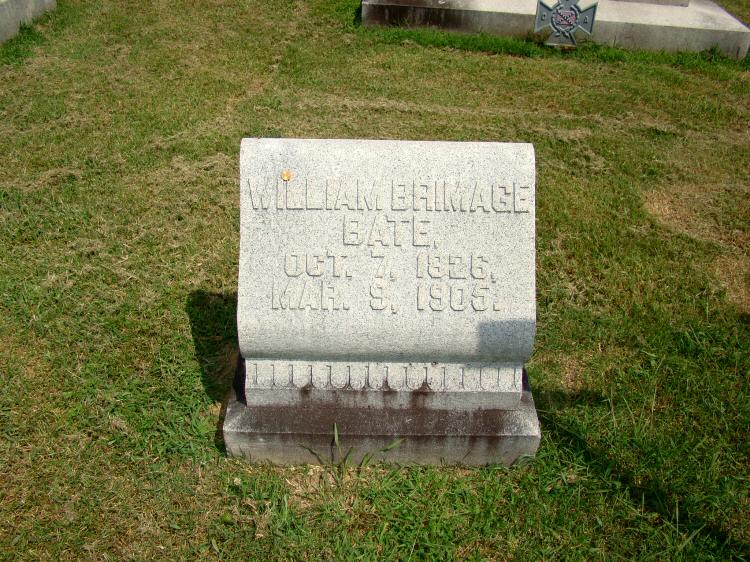 WILLIAM BRIMAGE
BATE.
OCT. 7, 1826,
MAR. 9, 1905.